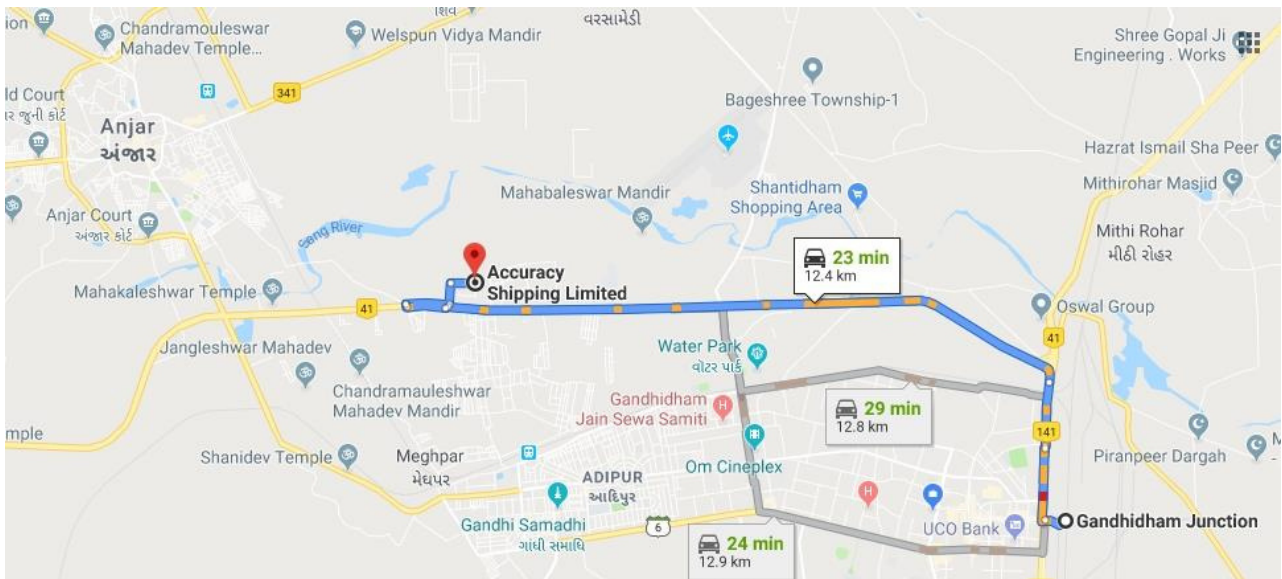 tion
શિવ
વરસામેડી
Chandramouleswar
Mahadev Temple...
Welspun Vidya Mandir
Shree Gopal Ji
Engineering . Works
ld Court
ાર જુની કોર્ટ
341
Bageshree Township-1
Anjar
અંજાર
Hazrat Ismail Sha Peer
Mithirohar Masjid
Mahabaleswar Mandir
Shantidham
Shopping Area
Anjar Court
અંજાર કોર્ટ
Sang River
Mithi Rohar
મીઠી રોહર
23 min
12.4 km
Accuracy
Shipping Limited
Mahakaleshwar Temple
41
Oswal Group
41
Jangleshwar Mahadev
Water Park
વોટર પાર્ક
Chandramauleshwar
Mahadev Mandir
Gandhidham
Jain Sewa Samiti
H
29 min
12.8 km
141
mple
Shanidev Temple
Meghpar
મેઘપર
Om Cineplex
Piranpeer Dargah
ADIPUR
આદિપુર
H
Gandhi Samadhi
ગાંધી સમાધિ
6
UCO Bank
Gandhidham Junction
24 min
12.9 km